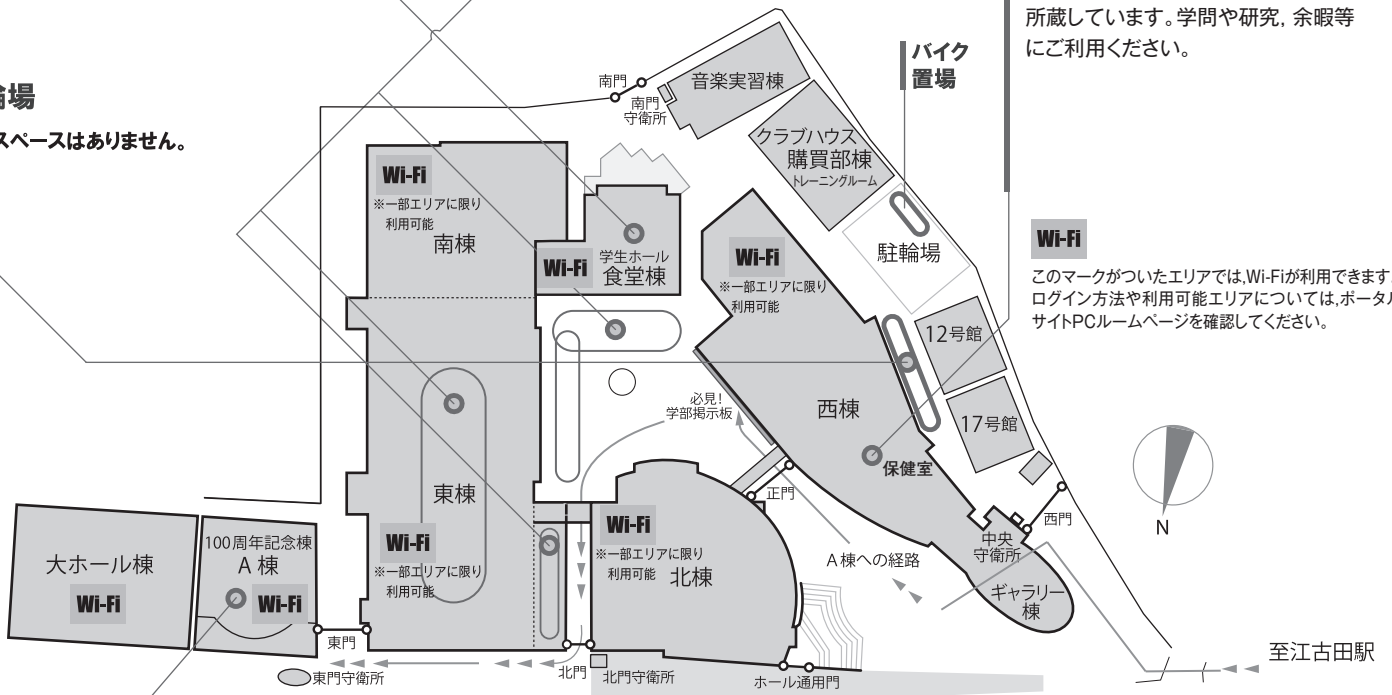 所蔵しています。学問や研究, 余暇等
にご利用ください。
バイク
置場
輪場
スペースはありません。
南門
南門
守衛所
音楽実習棟
クラブハウス
購買部棟
トレーニングルーム
駐輪場
Wi-Fi
※一部エリアに限り
利用可能
南棟
Wi-Fi
学生ホール
食堂棟
Wi-Fi
※一部エリアに限り
利用可能
Wi-Fi
このマークがついたエリアでは,Wi-Fiが利用できます。
ログイン方法や利用可能エリアについては,ポータル
サイトPCルームページを確認してください。
12号館
17号館
必見!
学部掲示板
西棟
保健室
正門
西門
N
東棟
Wi-Fi
※一部エリアに限り
利用可能
Wi-Fi
※一部エリアに限り
利用可能
北棟
A棟への経路
中央
守衛所
ギャラリー
棟
大ホール棟
Wi-Fi
100周年記念棟
A棟
Wi-Fi
東門
東門守衛所
北門
北門守衛所
ホール通用門
至江古田駅